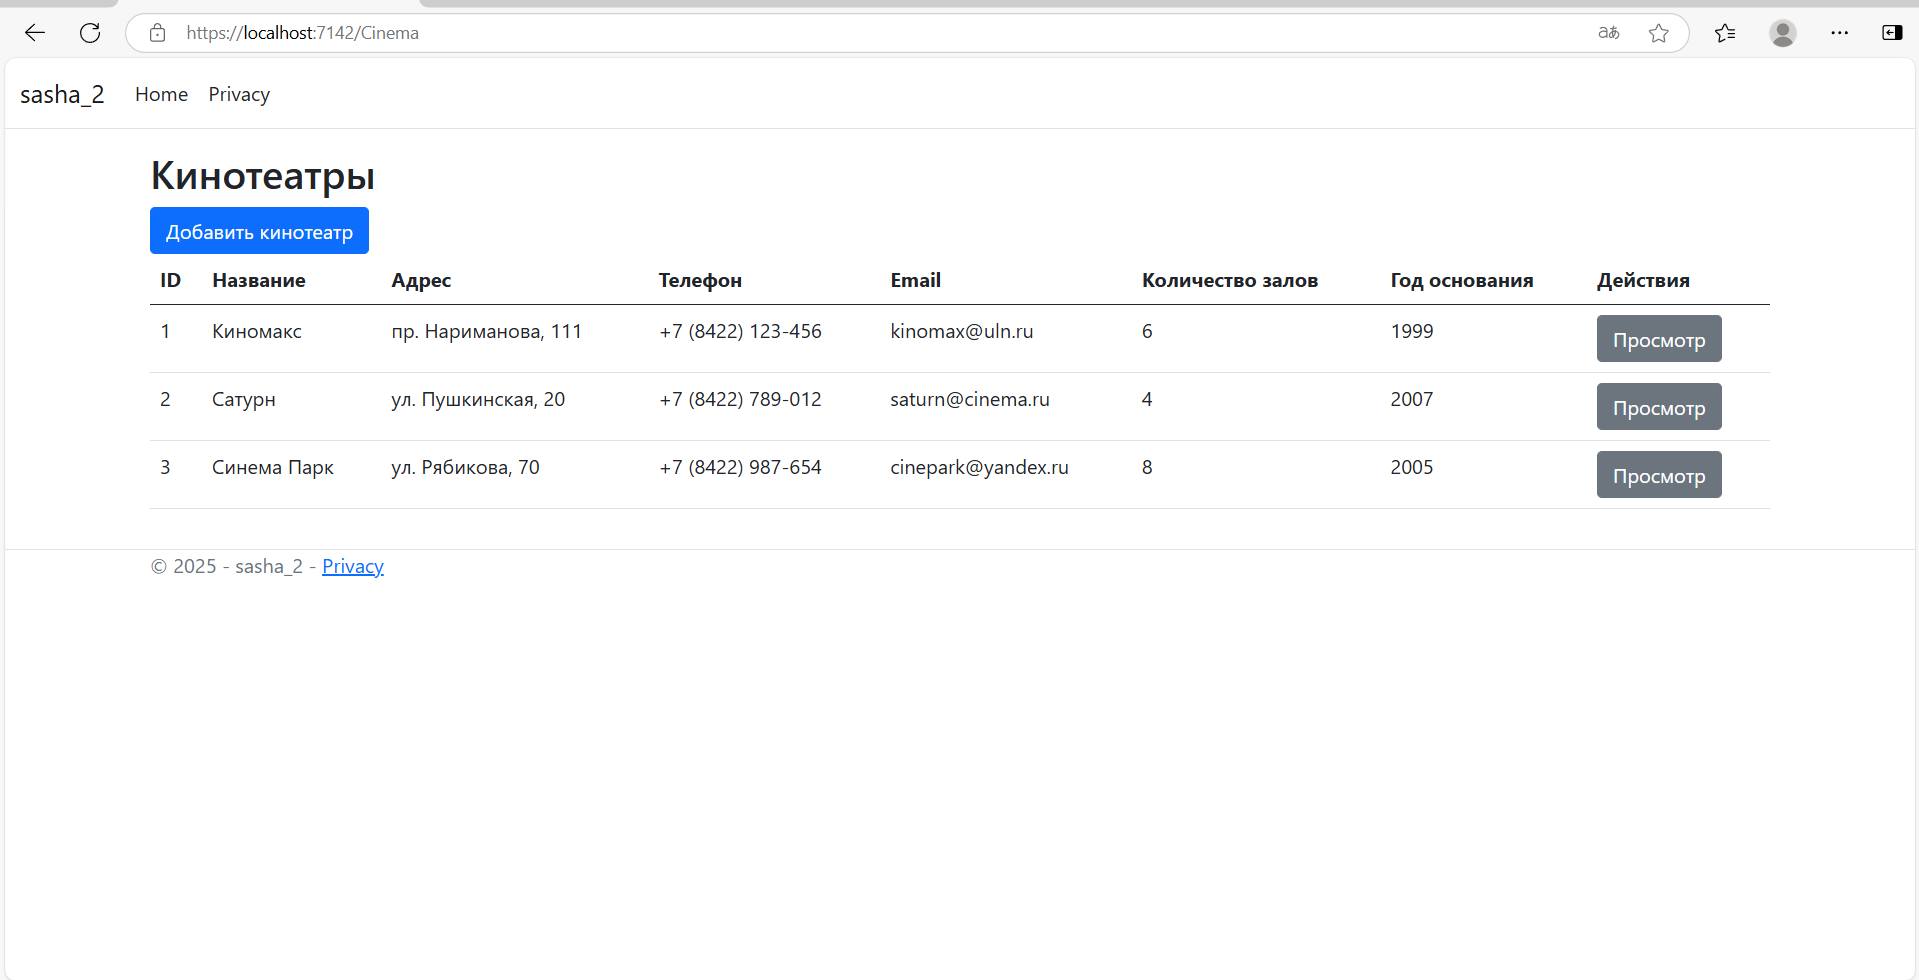 https://localhost:7142/Cinema
sasha_2 Home Privacy
Кинотеатры
Добавить кинотеатр
ID Название Адрес Телефон Email Количество залов Год основания Действия
1 Киномакс пр. Нариманова, 111 +7 (8422) 123-456 kinomax@uln.ru 6 1999 Просмотр
2 Сатурн ул. Пушкинская, 20 +7 (8422) 789-012 saturn@cinema.ru 4 2007 Просмотр
3 Синема Парк ул. Рябикова, 70 +7 (8422) 987-654 cinepark@yandex.ru 8 2005 Просмотр
© 2025 - sasha_2 - Privacy